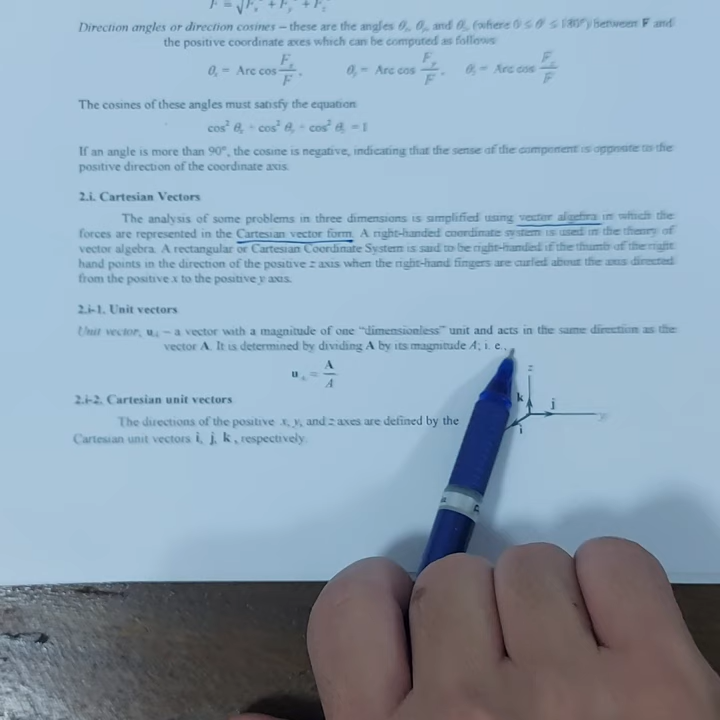 F = √F + F + F
Direction angles or direction cosines – these are the angles θx, θy, and θz (where 0 ≤ θ ≤ 180°) between F and
the positive coordinate axes which can be computed as follows
θx = Arc cos Fx/F, θy = Arc cos Fy/F θz = Arc cos Fz/F
The cosines of these angles must satisfy the equation
cos² θx + cos² θy + cos² θz = 1
If an angle is more than 90°, the cosine is negative, indicating that the sense of the component is opposite to the
positive direction of the coordinate axis.
2.i. Cartesian Vectors
The analysis of some problems in three dimensions is simplified using vector algebra in which the
forces are represented in the Cartesian vector form. A right-handed coordinate system is used in the theory of
vector algebra. A rectangular or Cartesian Coordinate System is said to be right-handed if the thumb of the right
hand points in the direction of the positive z axis when the right-hand fingers are curled about the axis directed
from the positive x to the positive y axis.
2.i-1. Unit vectors
Unit vector, uA – a vector with a magnitude of one "dimensionless" unit and acts in the same direction as the
vector A. It is determined by dividing A by its magnitude A; i. e.,
uA = A/A
z
k
j
y
i
2.i-2. Cartesian unit vectors
The directions of the positive x, y, and z axes are defined by the
Cartesian unit vectors i, j, k, respectively.